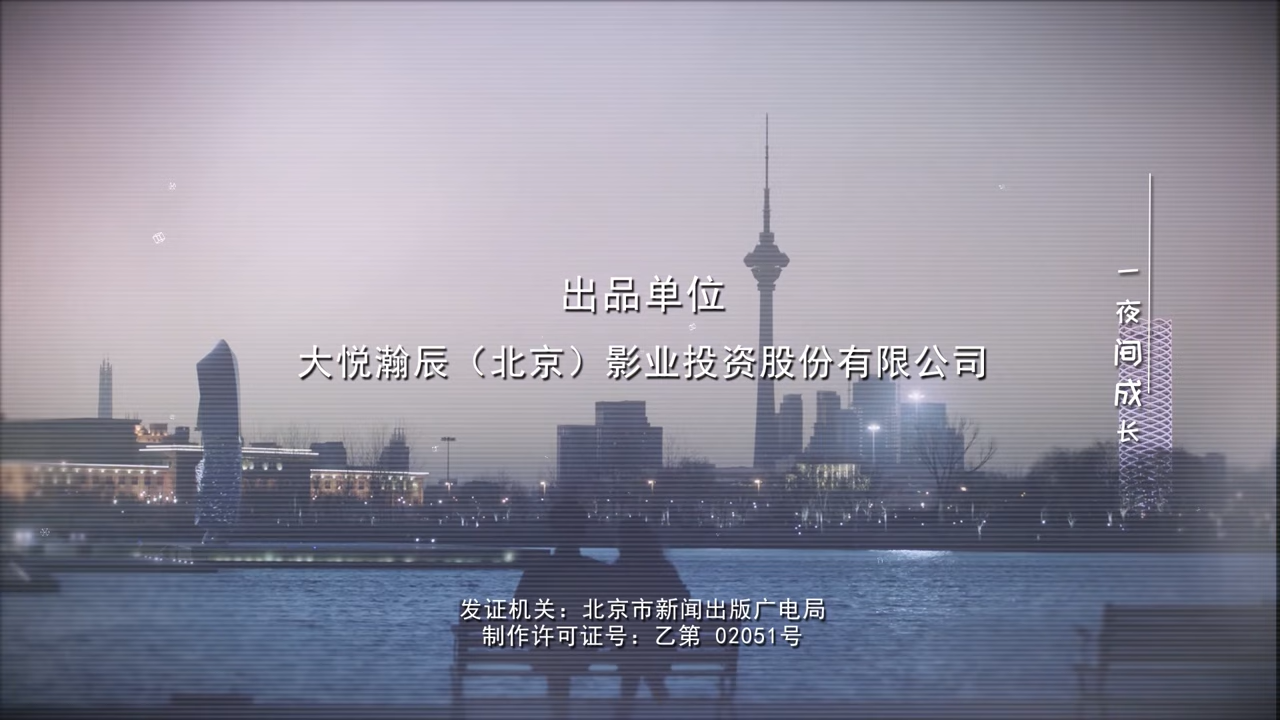 出品单位
大悦瀚辰（北京）影业投资股份有限公司
一夜间成长
发证机关：北京市新闻出版广电局
制作许可证号：乙第 02051号